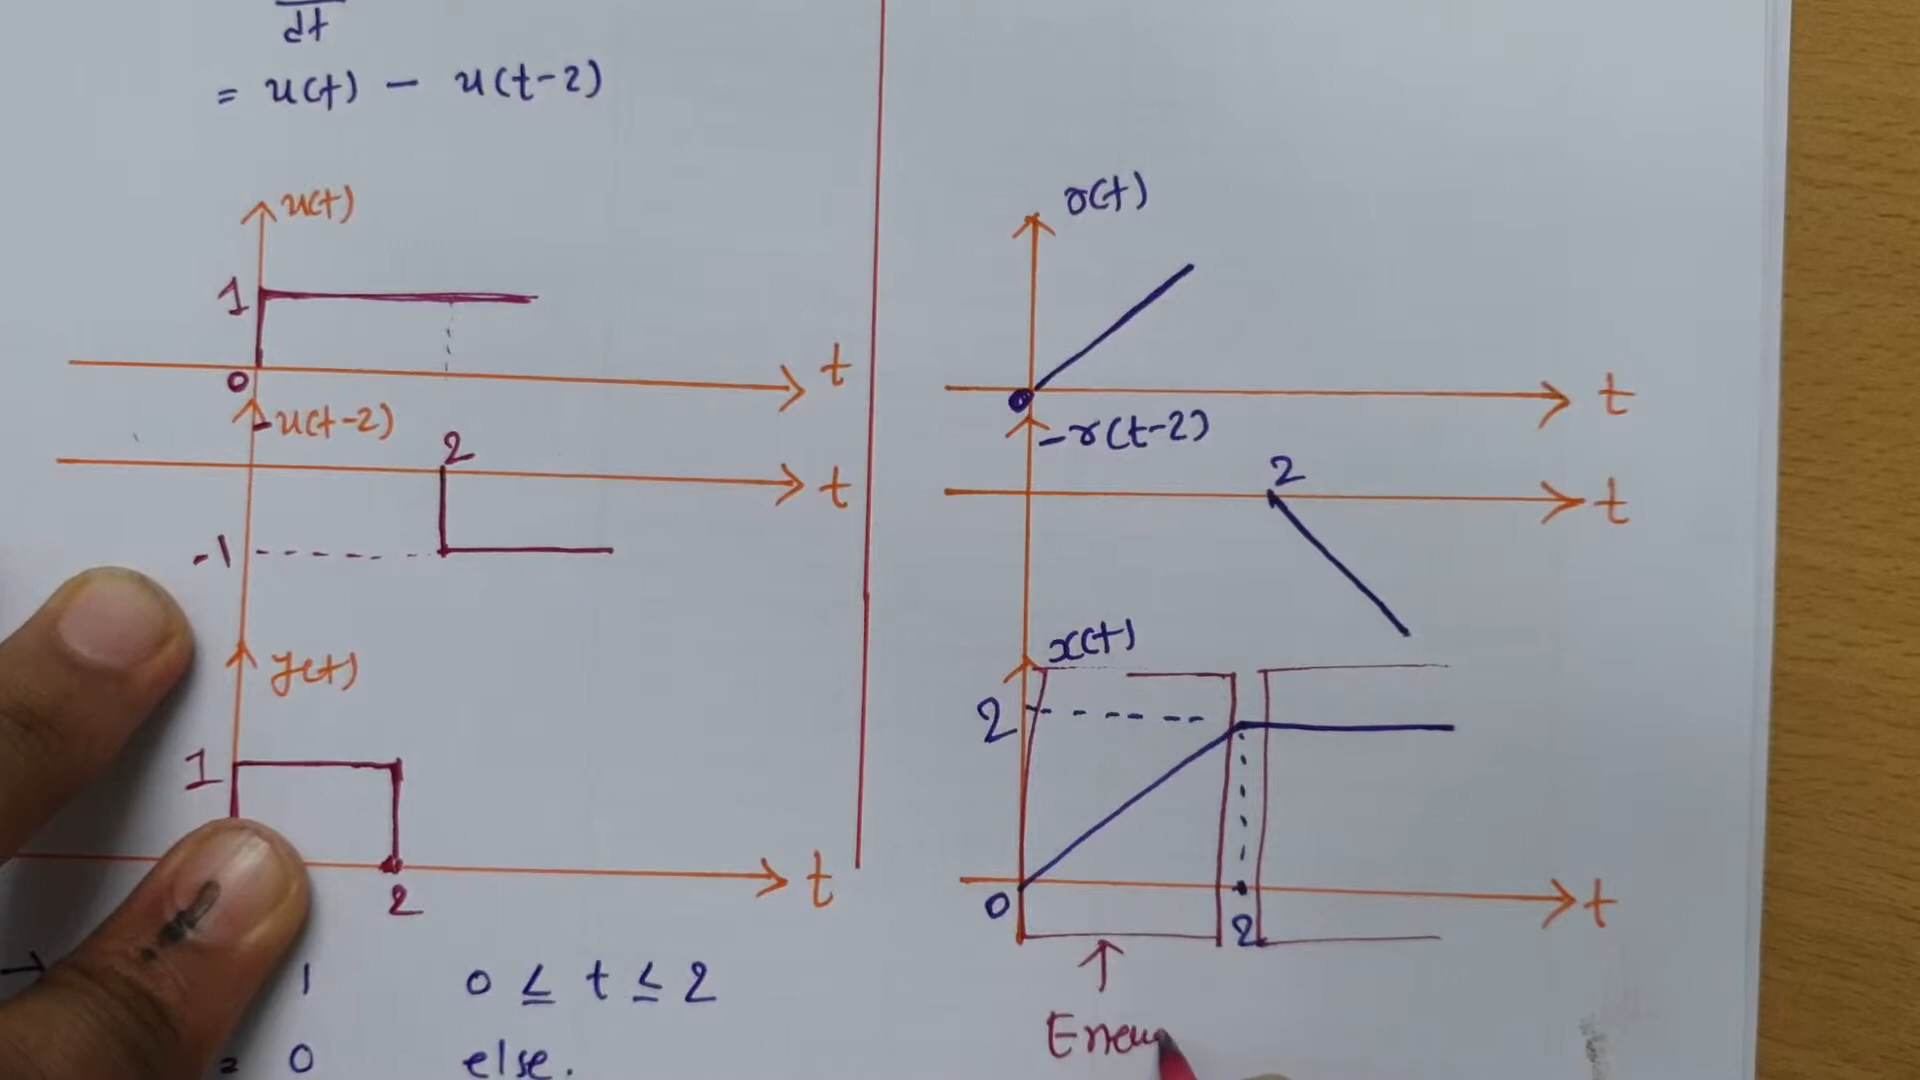 dt
= u(t) - u(t-2)
u(t)
1
t
0
-u(t-2)
2
t
-1
y(t)
1
t
2
1 0 ≤ t ≤ 2
= 0 else.
r(t)
t
0
-r(t-2)
2
t
x(t)
2
t
0
2